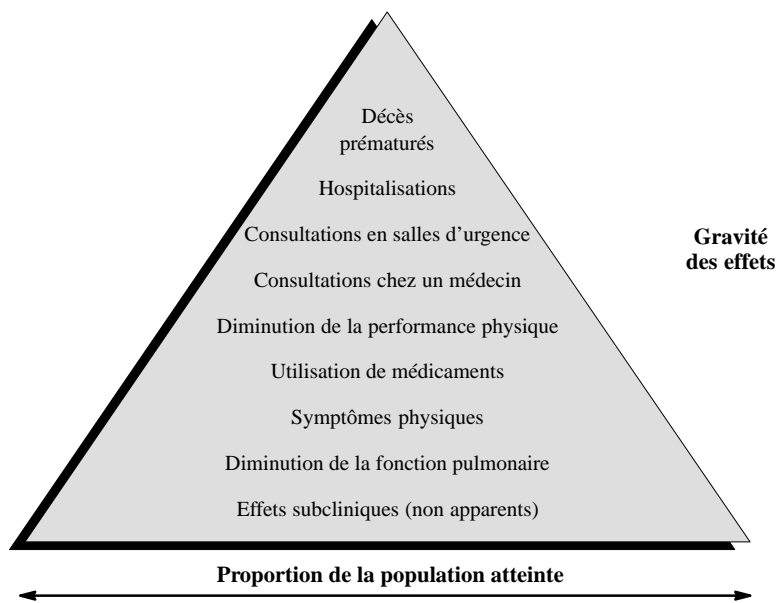 Décès
prématurés
Hospitalisations
Consultations en salles d'urgence
Consultations chez un médecin
Diminution de la performance physique
Utilisation de médicaments
Symptômes physiques
Diminution de la fonction pulmonaire
Effets subcliniques (non apparents)
Gravité
des effets
Proportion de la population atteinte